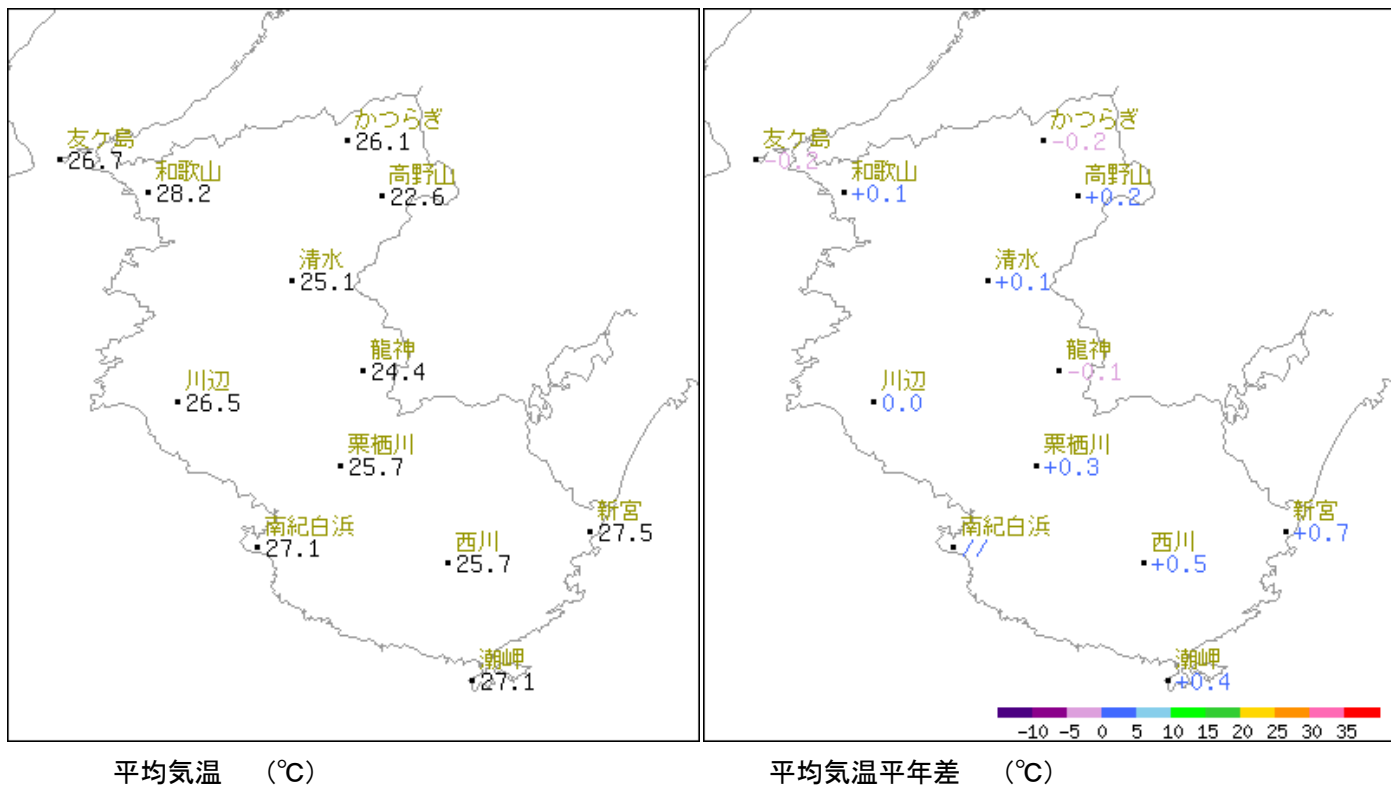 かつらぎ
26.1
友ケ島
26.7
和歌山
28.2
高野山
22.6
清水
25.1
龍神
24.4
川辺
26.5
栗栖川
25.7
新宮
27.5
南紀白浜
27.1
西川
25.7
潮岬
27.1
平均気温 (℃)
かつらぎ
-0.2
友ケ島
-0.2
和歌山
+0.1
高野山
+0.2
清水
+0.1
龍神
-0.1
川辺
0.0
栗栖川
+0.3
新宮
+0.7
南紀白浜
//
西川
+0.5
潮岬
+0.4
-10 -5 0 5 10 15 20 25 30 35
平均気温平年差 (℃)